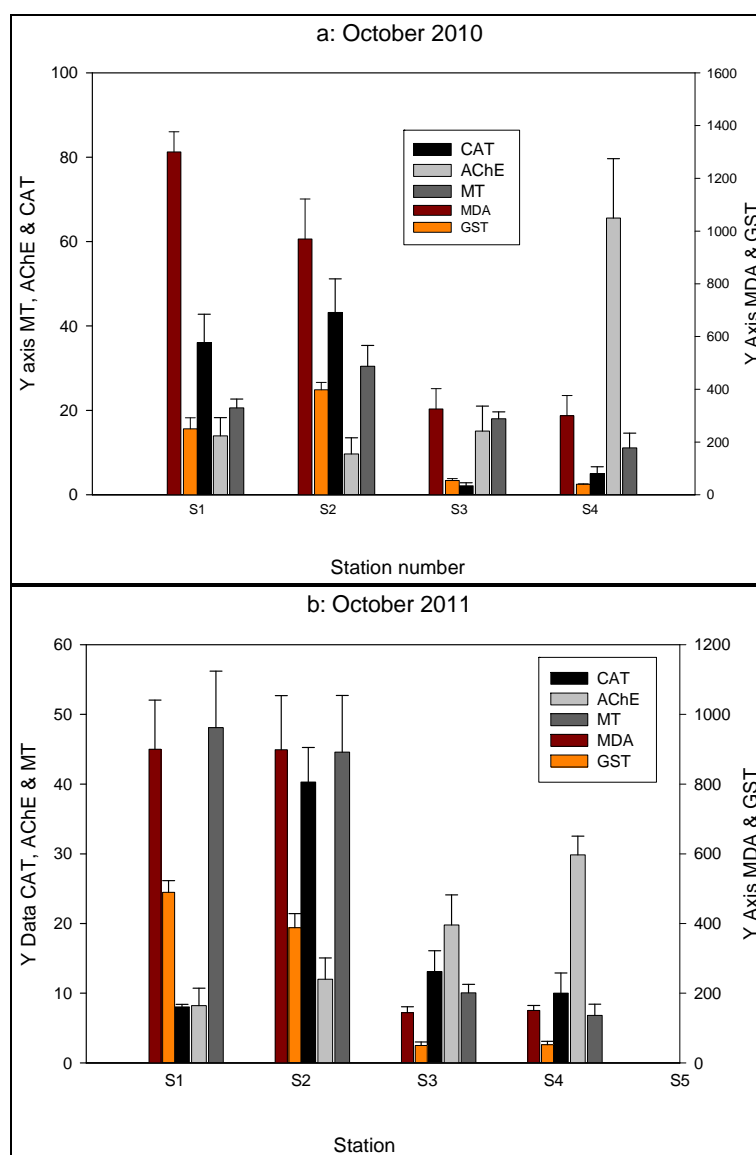 a: October 2010
100
80
60
40
20
0
Y axis MT, AChE & CAT
1600
1400
1200
1000
800
600
400
200
0
Y Axis MDA & GST
CAT
AChE
MT
MDA
GST
S1 S2 S3 S4
Station number
b: October 2011
60
50
40
30
20
10
0
Y Data CAT, AChE & MT
1200
1000
800
600
400
200
0
Y Axis MDA & GST
CAT
AChE
MT
MDA
GST
S1 S2 S3 S4 S5
Station